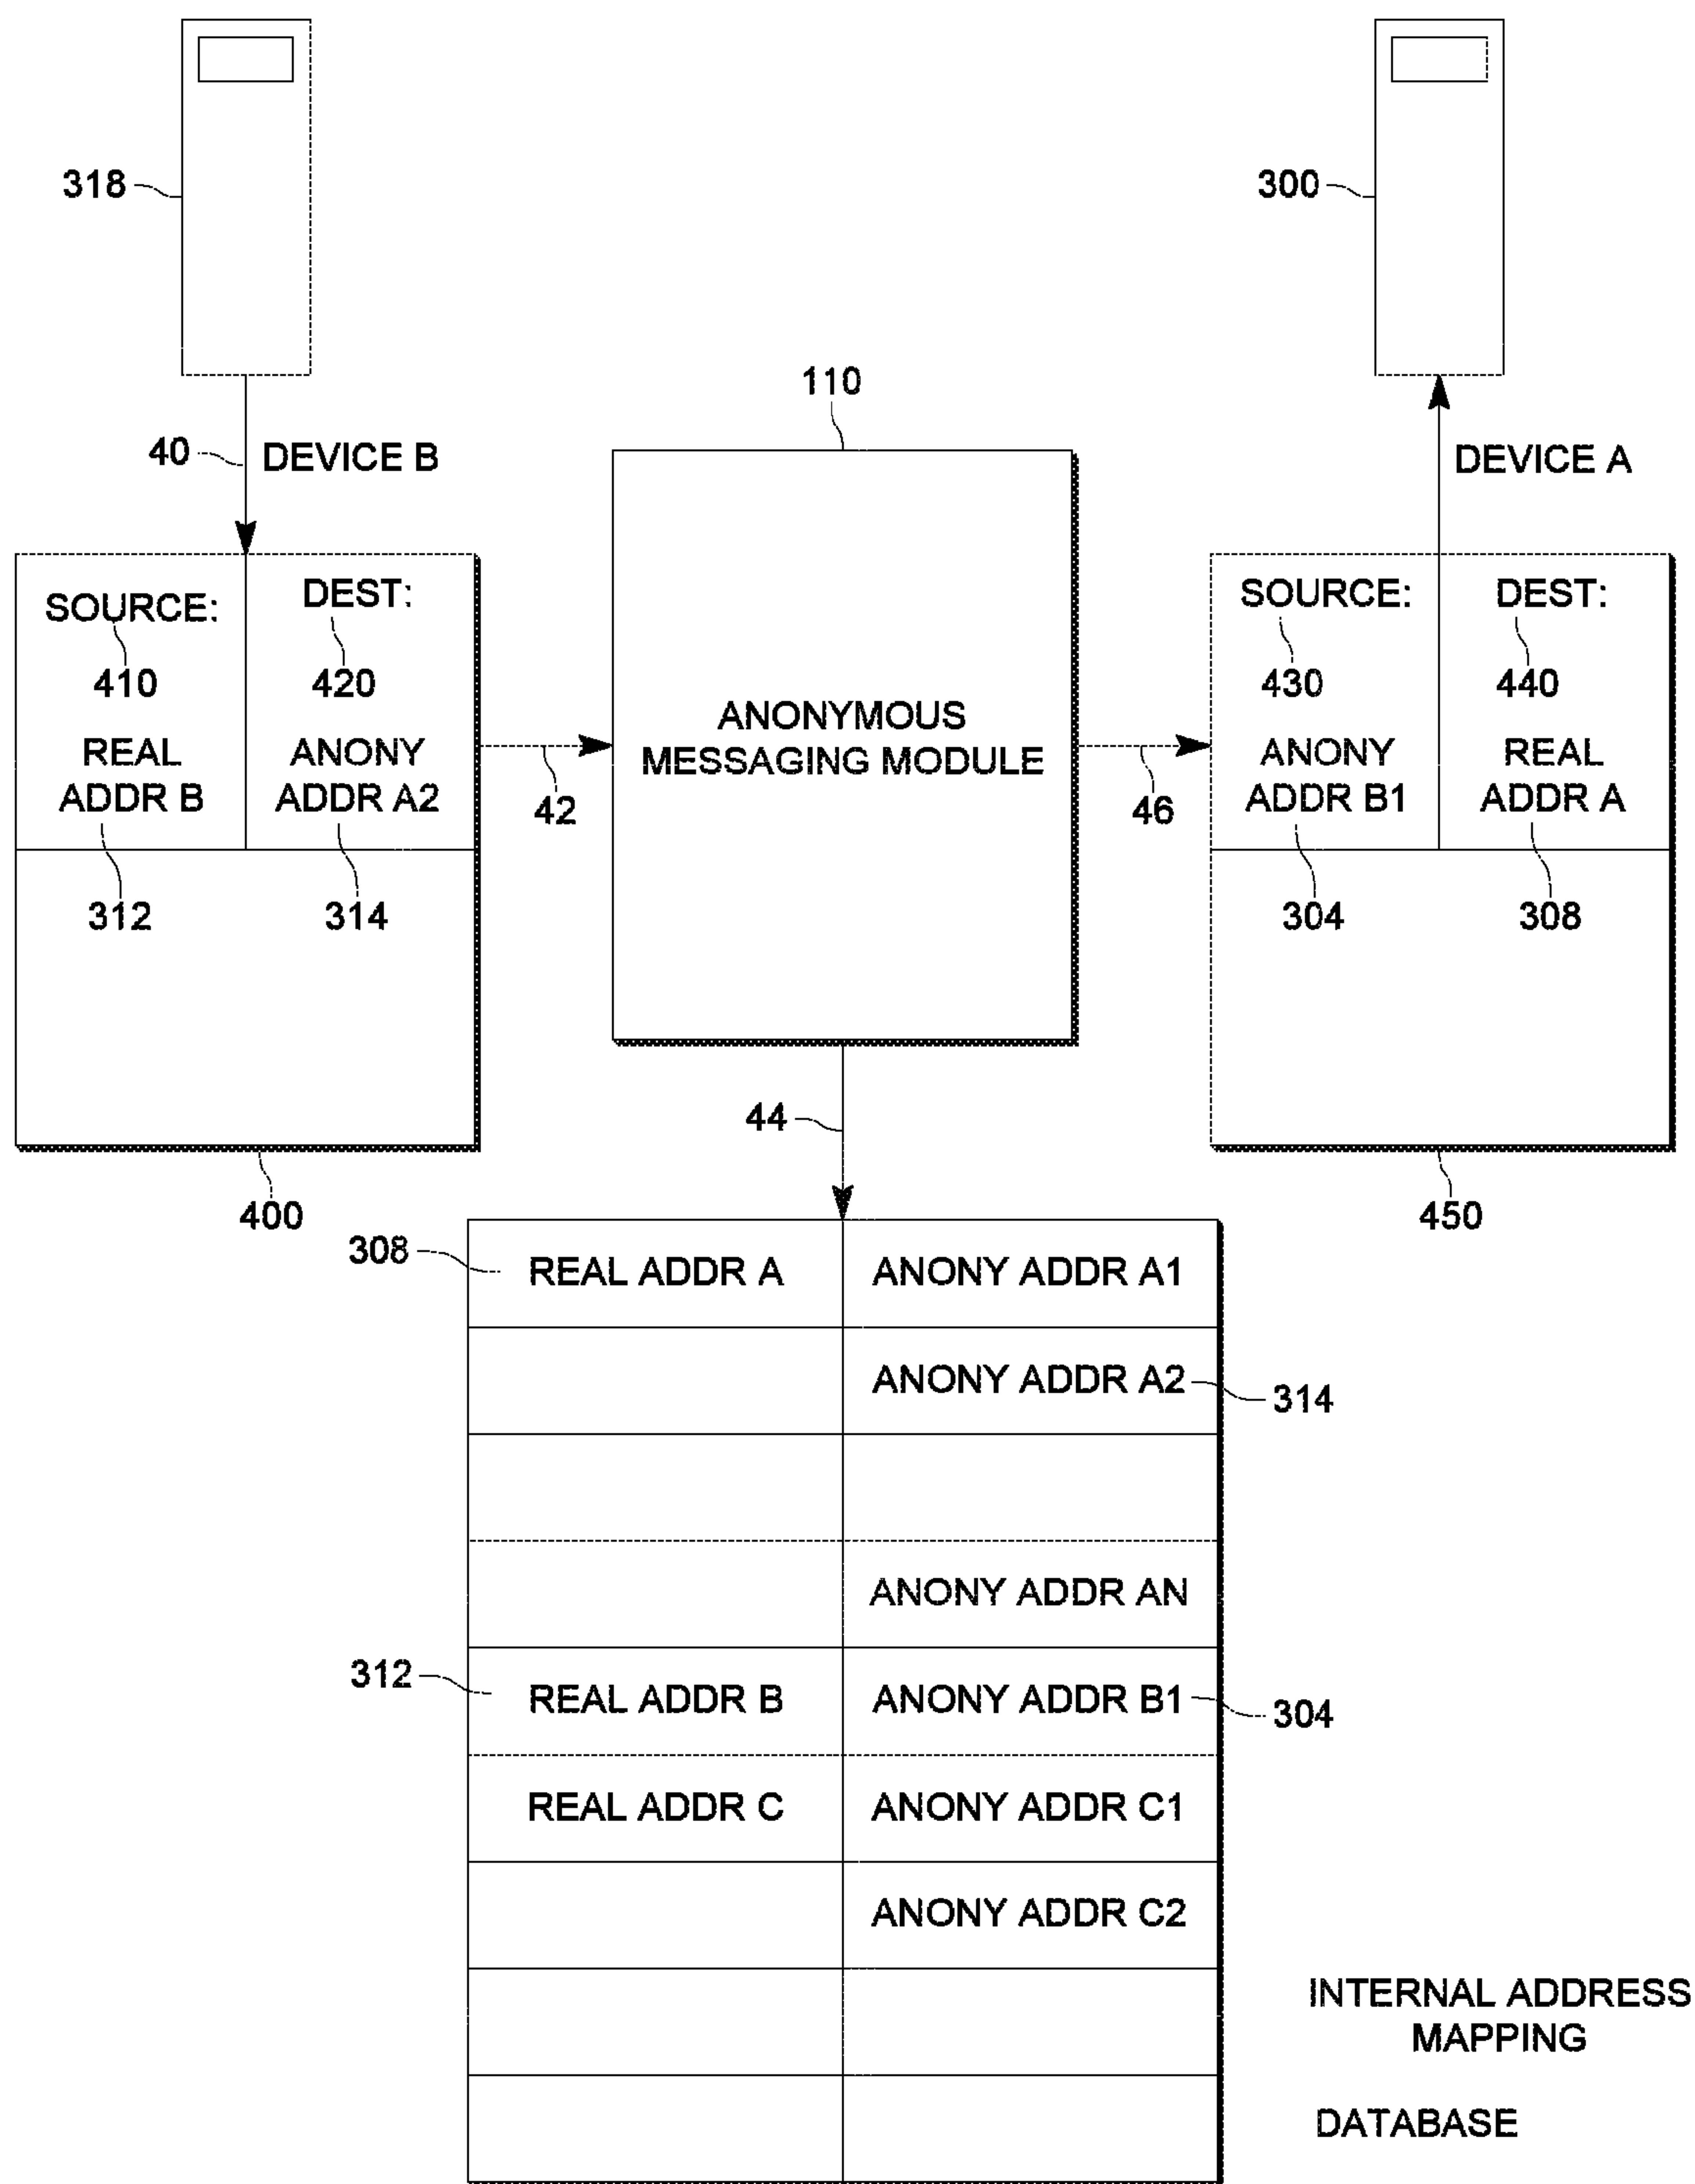 318
300
110
40
DEVICE B
DEVICE A
SOURCE:
DEST:
410
420
REAL
ADDR B
ANONY
ADDR A2
312
314
400
42
ANONYMOUS
MESSAGING MODULE
46
SOURCE:
DEST:
430
440
ANONY
ADDR B1
REAL
ADDR A
304
308
450
44
308
REAL ADDR A
ANONY ADDR A1
ANONY ADDR A2
314
ANONY ADDR AN
312
REAL ADDR B
ANONY ADDR B1
304
REAL ADDR C
ANONY ADDR C1
ANONY ADDR C2
INTERNAL ADDRESS
MAPPING
DATABASE